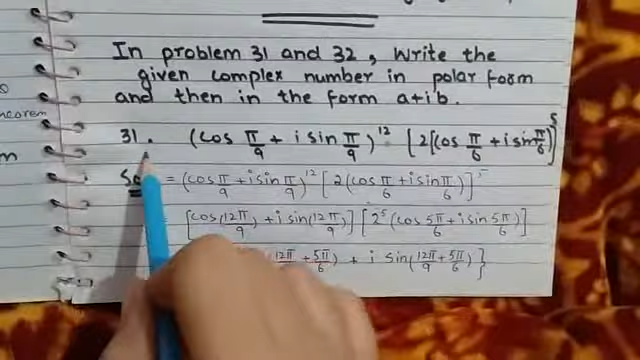 In problem 31 and 32, write the
given complex number in polar form
and then in the form a+ib.
eorem
m
31. (cos π/9 + i sin π/9)^12 [2(cos π/6 + i sin π/6)]^5
= (cos π/9 + i sin π/9)^12 [2(cos π/6 + i sin π/6)]^5
[cos(12π/9) + i sin(12π/9)] [2^5 (cos 5π/6 + i sin 5π/6)]
12π/9 + 5π/6) + i sin(12π/9 + 5π/6)}